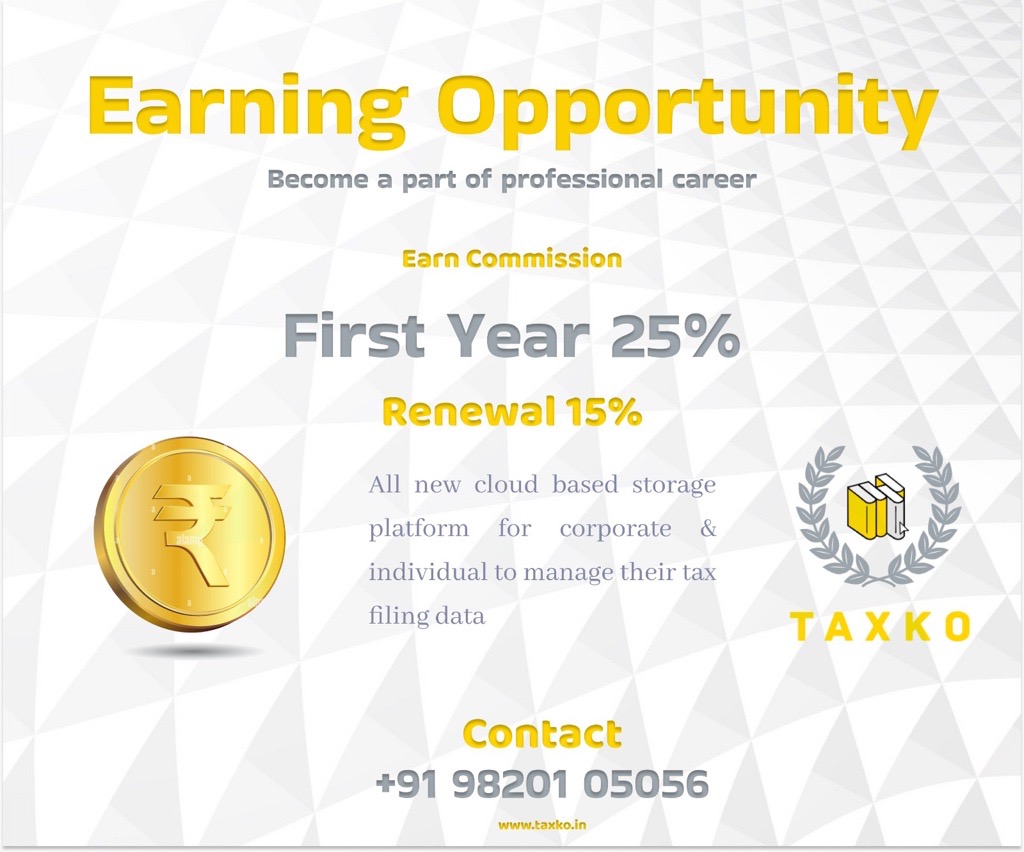 Earning Opportunity
Become a part of professional career
Earn Commission
First Year 25%
Renewal 15%
All new cloud based storage
platform for corporate &
individual to manage their tax
filing data
alamy
TAXKO
Contact
+91 98201 05056
www.taxko.in